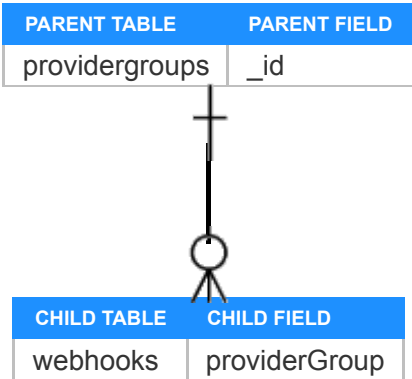 PARENT TABLE PARENT FIELD
providergroups _id
CHILD TABLE CHILD FIELD
webhooks providerGroup